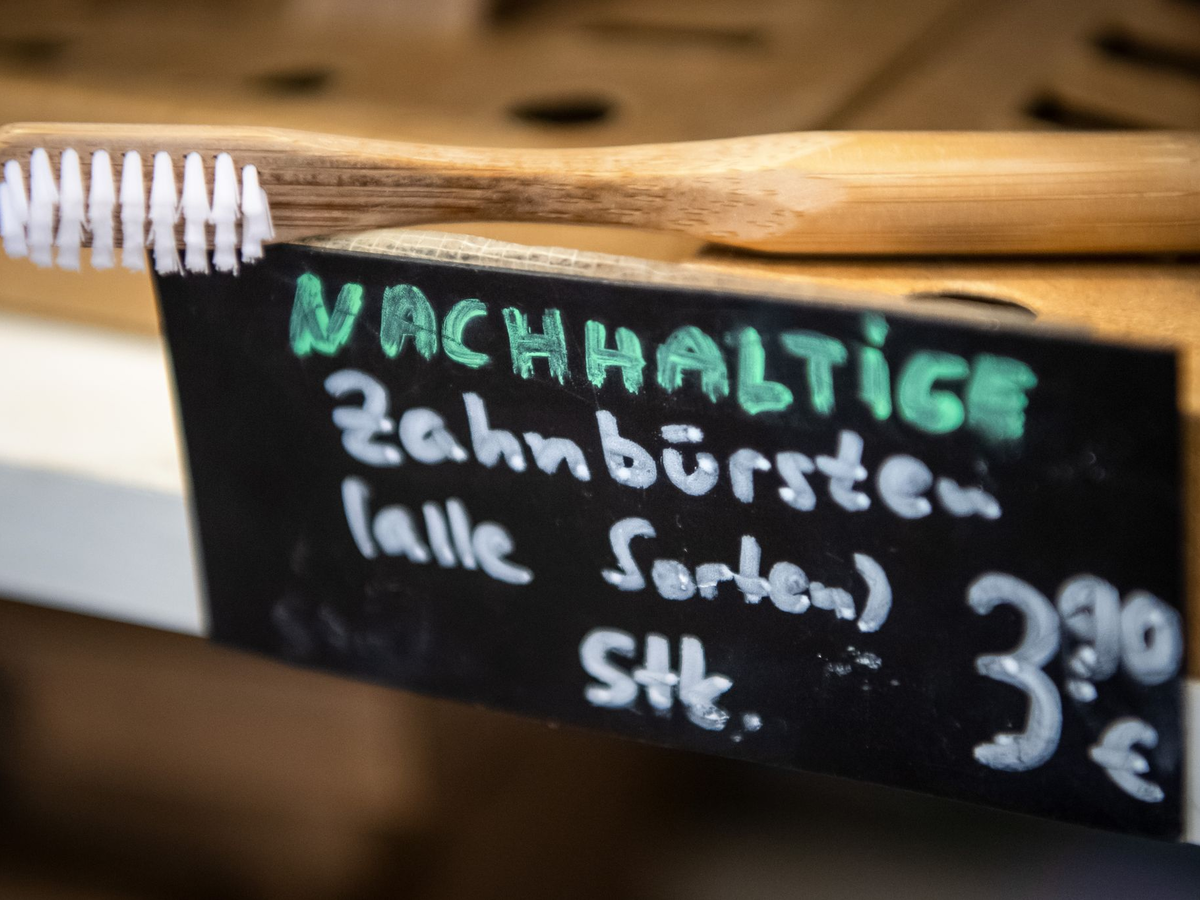 NACHHALTIGE
Zahnbürsten
(alle Sorten)
Stk.
3,90
€